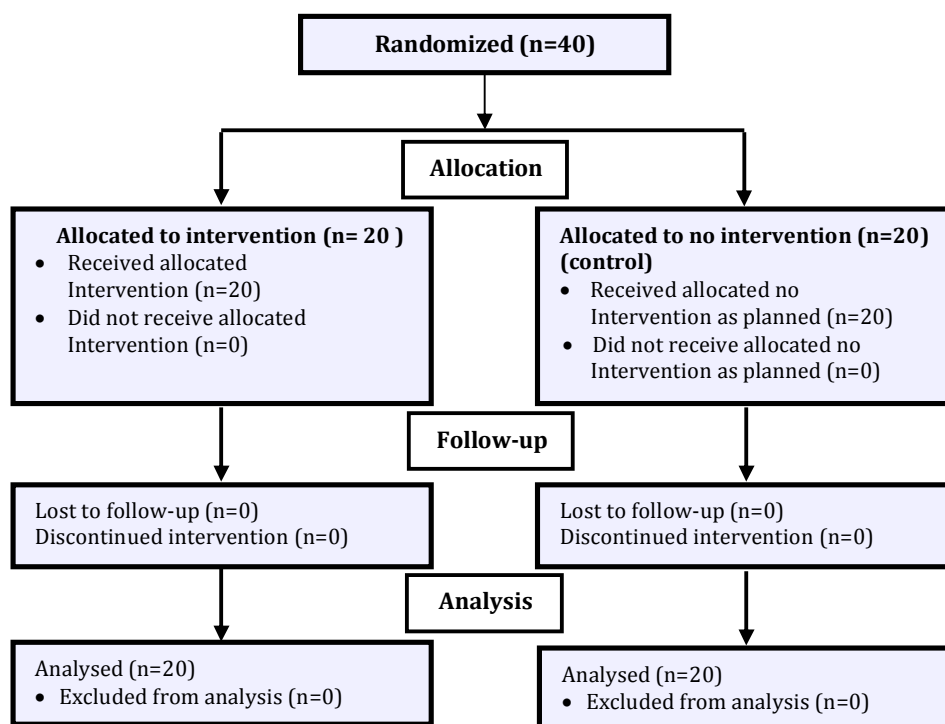 Randomized (n=40)
Allocation
Allocated to intervention (n= 20 )
• Received allocated
Intervention (n=20)
• Did not receive allocated
Intervention (n=0)
Allocated to no intervention (n=20)
(control)
• Received allocated no
Intervention as planned (n=20)
• Did not receive allocated no
Intervention as planned (n=0)
Follow-up
Lost to follow-up (n=0)
Discontinued intervention (n=0)
Lost to follow-up (n=0)
Discontinued intervention (n=0)
Analysis
Analysed (n=20)
• Excluded from analysis (n=0)
Analysed (n=20)
• Excluded from analysis (n=0)